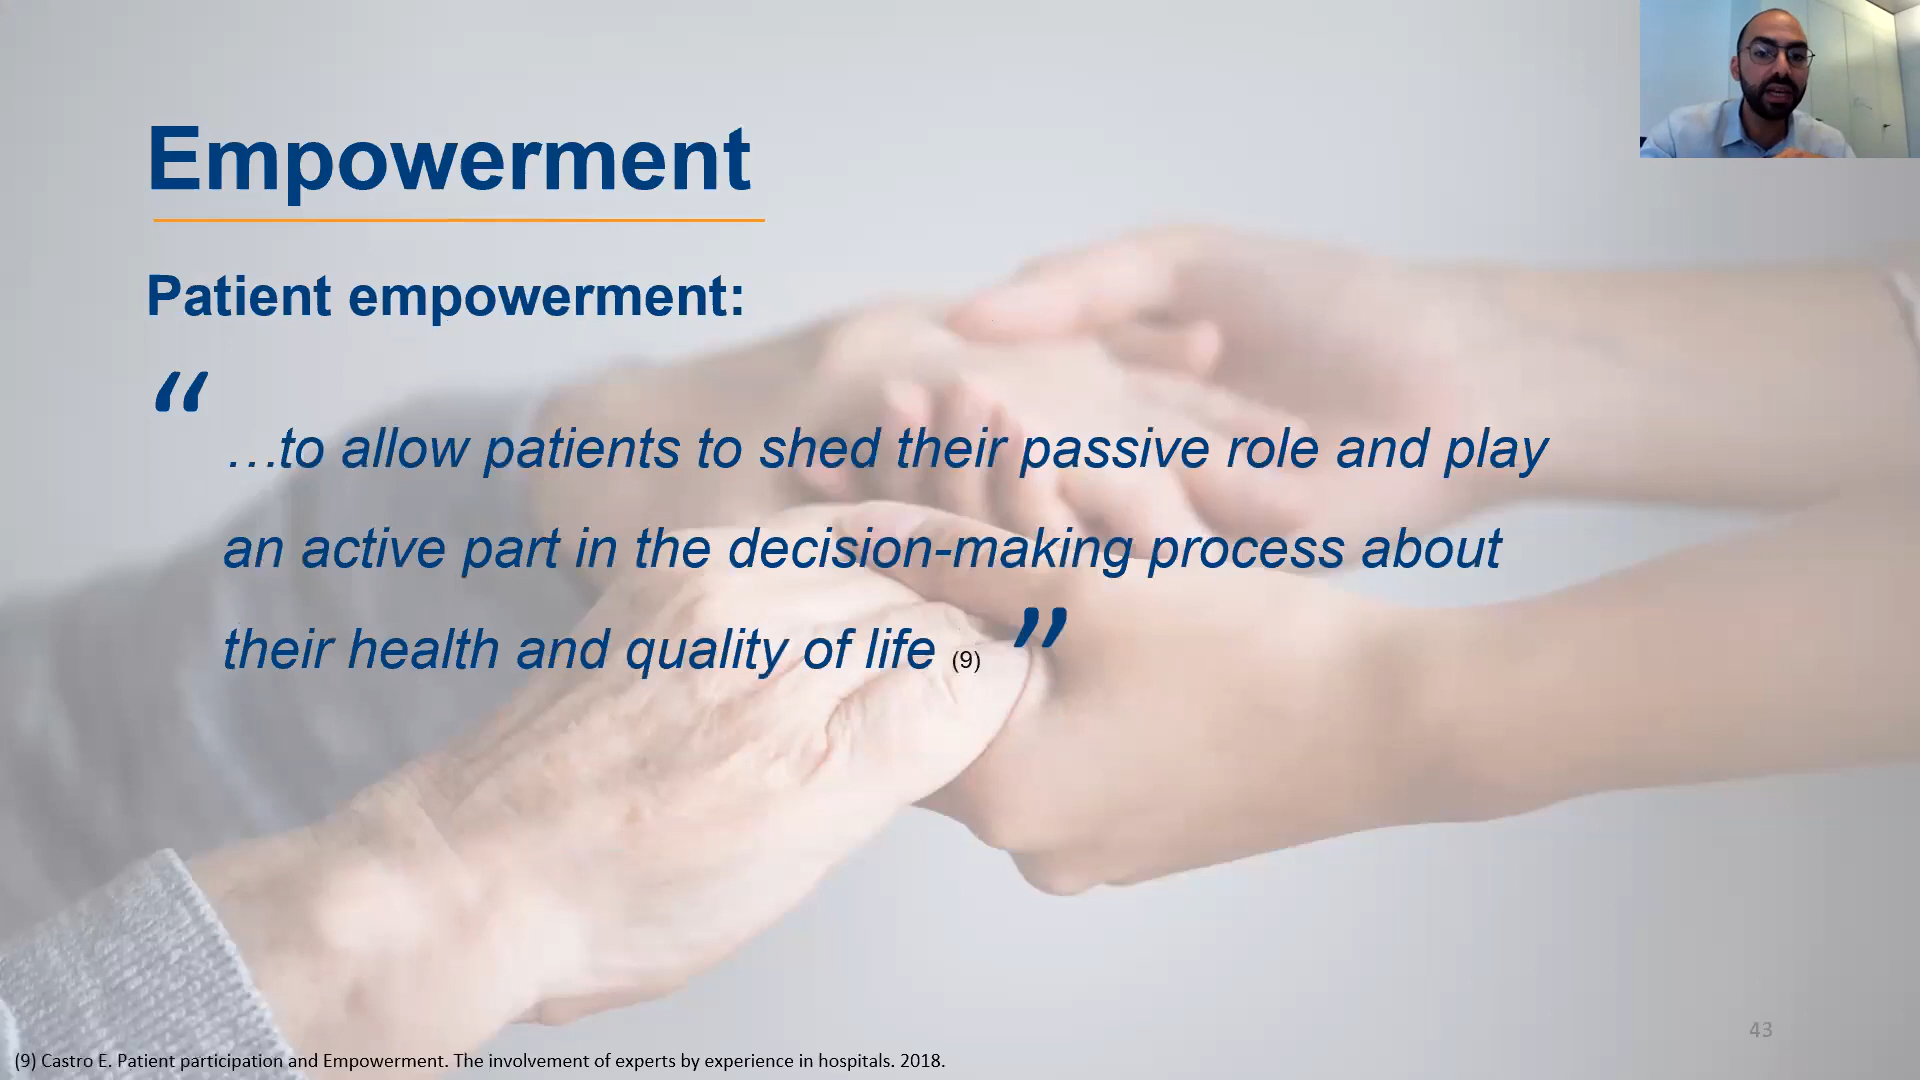 Empowerment
Patient empowerment:
“
…to allow patients to shed their passive role and play
an active part in the decision-making process about
their health and quality of life (9) ”
43
(9) Castro E. Patient participation and Empowerment. The involvement of experts by experience in hospitals. 2018.